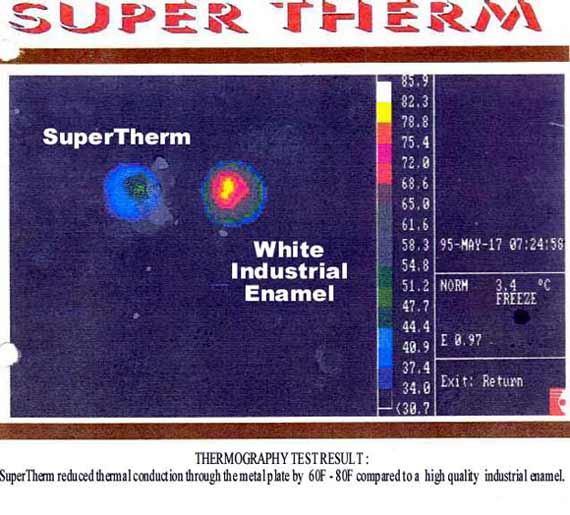 SUPER THERM
SuperTherm
White
Industrial
Enamel
85.9
82.3
78.8
75.4
72.0
68.6
65.0
61.6
58.3
54.8
51.2
47.7
44.4
40.9
37.4
34.0
<30.7
95-MAY-17 07:24:58
NORM 3.4 °C
FREEZE
E 0.97
Exit: Return
THERMOGRAPHY TEST RESULT :
SuperTherm reduced thermal conduction through the metal plate by 60F - 80F compared to a high quality industrial enamel.